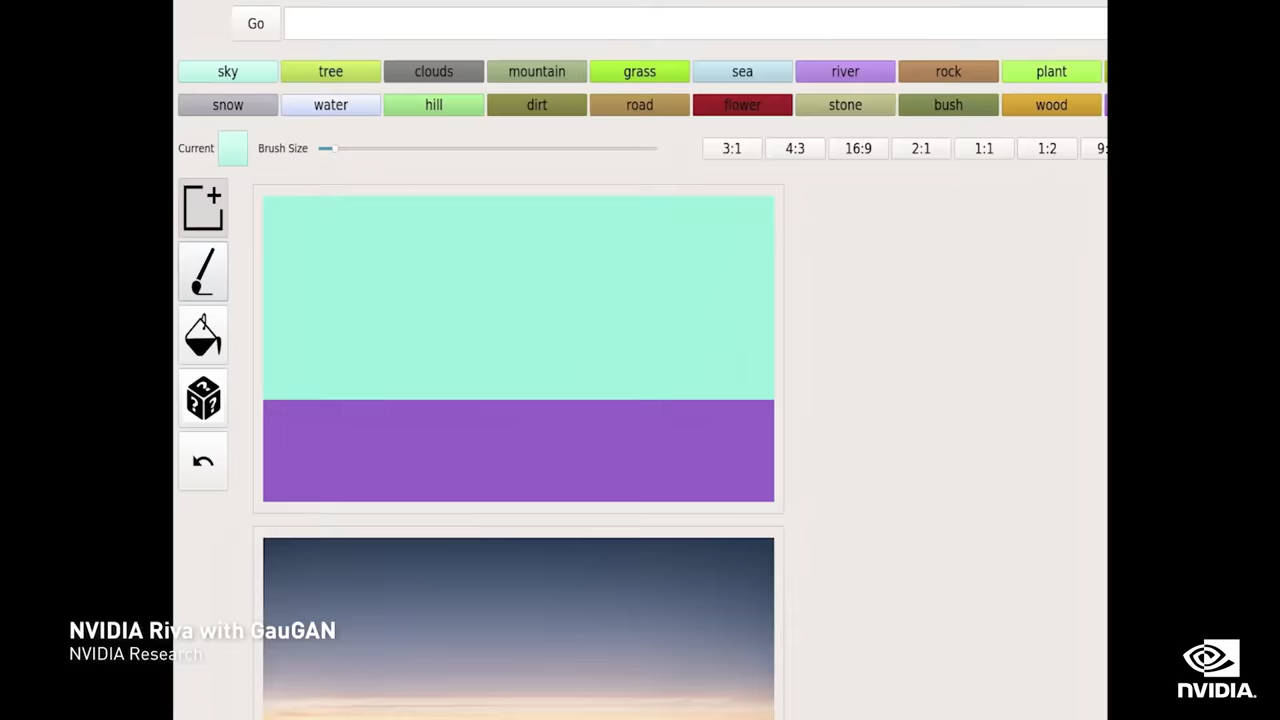 Go
sky tree clouds mountain grass sea river rock plant
snow water hill dirt road flower stone bush wood
Current Brush Size 3:1 4:3 16:9 2:1 1:1 1:2 9:
? ? ?
NVIDIA Riva with GauGAN
NVIDIA Research
NVIDIA.